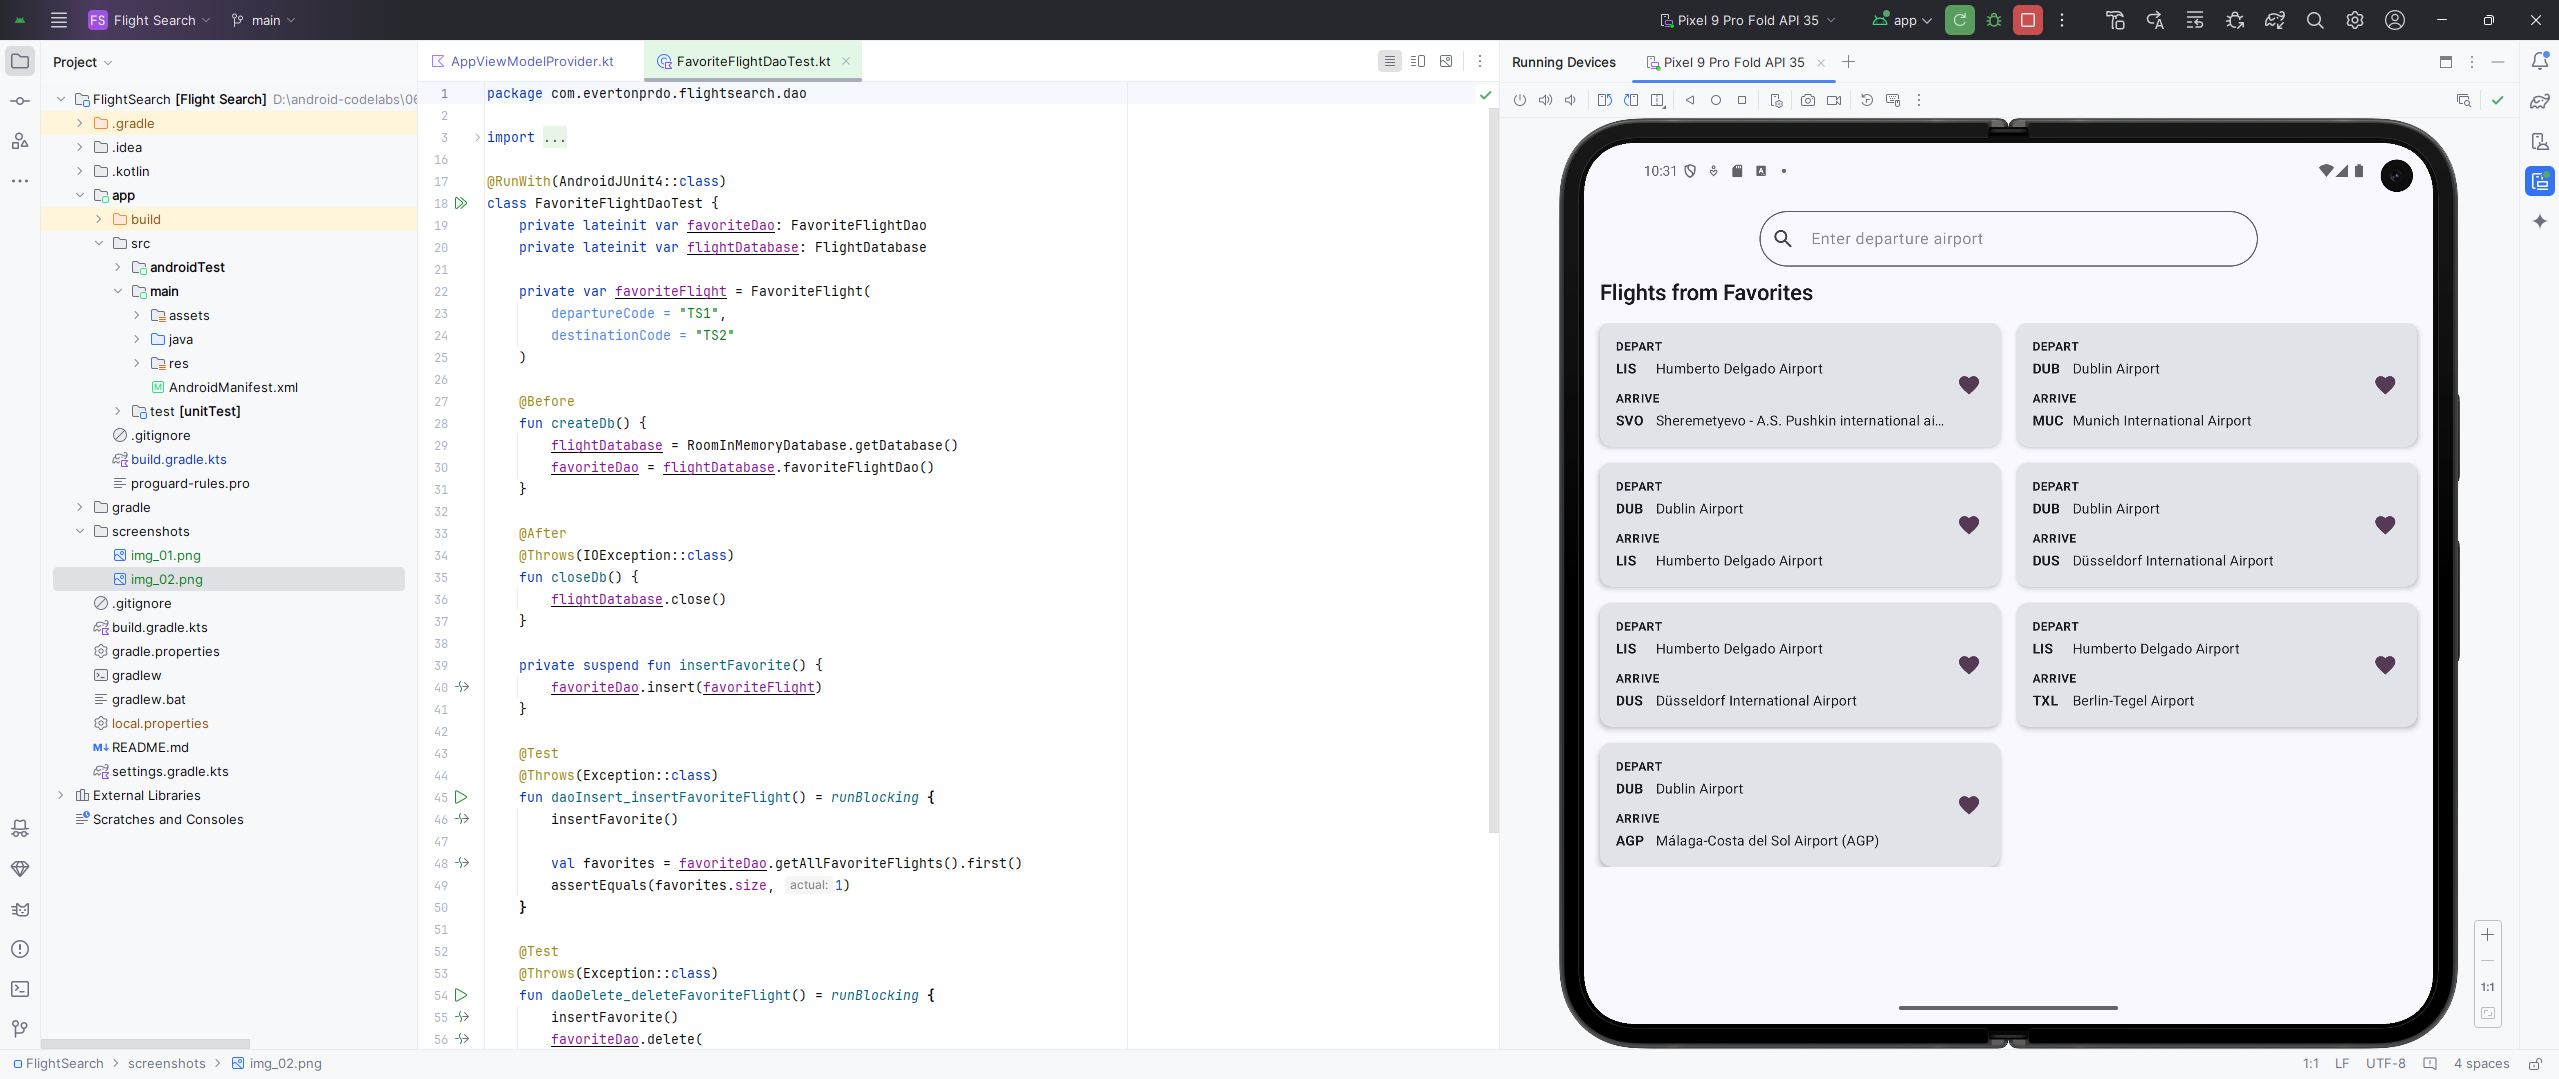 FS Flight Search main Pixel 9 Pro Fold API 35 app
Project
FlightSearch [Flight Search] D:\android-codelabs\06
.gradle
.idea
.kotlin
app
build
src
androidTest
main
assets
java
res
AndroidManifest.xml
test [unitTest]
.gitignore
build.gradle.kts
proguard-rules.pro
gradle
screenshots
img_01.png
img_02.png
.gitignore
build.gradle.kts
gradle.properties
gradlew
gradlew.bat
local.properties
README.md
settings.gradle.kts
External Libraries
Scratches and Consoles
AppViewModelProvider.kt FavoriteFlightDaoTest.kt
1 package com.evertonprdo.flightsearch.dao
2
3 import ...
16
17 @RunWith(AndroidJUnit4::class)
18 class FavoriteFlightDaoTest {
19 private lateinit var favoriteDao: FavoriteFlightDao
20 private lateinit var flightDatabase: FlightDatabase
21
22 private var favoriteFlight = FavoriteFlight(
23 departureCode = "TS1",
24 destinationCode = "TS2"
25 )
26
27 @Before
28 fun createDb() {
29 flightDatabase = RoomInMemoryDatabase.getDatabase()
30 favoriteDao = flightDatabase.favoriteFlightDao()
31 }
32
33 @After
34 @Throws(IOException::class)
35 fun closeDb() {
36 flightDatabase.close()
37 }
38
39 private suspend fun insertFavorite() {
40 favoriteDao.insert(favoriteFlight)
41 }
42
43 @Test
44 @Throws(Exception::class)
45 fun daoInsert_insertFavoriteFlight() = runBlocking {
46 insertFavorite()
47
48 val favorites = favoriteDao.getAllFavoriteFlights().first()
49 assertEquals(favorites.size, actual: 1)
50 }
51
52 @Test
53 @Throws(Exception::class)
54 fun daoDelete_deleteFavoriteFlight() = runBlocking {
55 insertFavorite()
56 favoriteDao.delete(
Running Devices Pixel 9 Pro Fold API 35
10:31
Enter departure airport
Flights from Favorites
DEPART
LIS Humberto Delgado Airport
ARRIVE
SVO Sheremetyevo - A.S. Pushkin international ai...
DEPART
DUB Dublin Airport
ARRIVE
MUC Munich International Airport
DEPART
DUB Dublin Airport
ARRIVE
LIS Humberto Delgado Airport
DEPART
DUB Dublin Airport
ARRIVE
DUS Düsseldorf International Airport
DEPART
LIS Humberto Delgado Airport
ARRIVE
DUS Düsseldorf International Airport
DEPART
LIS Humberto Delgado Airport
ARRIVE
TXL Berlin-Tegel Airport
DEPART
DUB Dublin Airport
ARRIVE
AGP Málaga-Costa del Sol Airport (AGP)
1:1
FlightSearch screenshots img_02.png 1:1 LF UTF-8 4 spaces